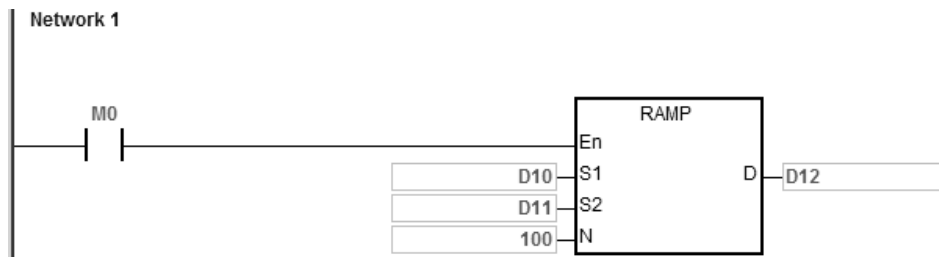 Network 1
M0
RAMP
En
D10 S1 D D12
D11 S2
100 N